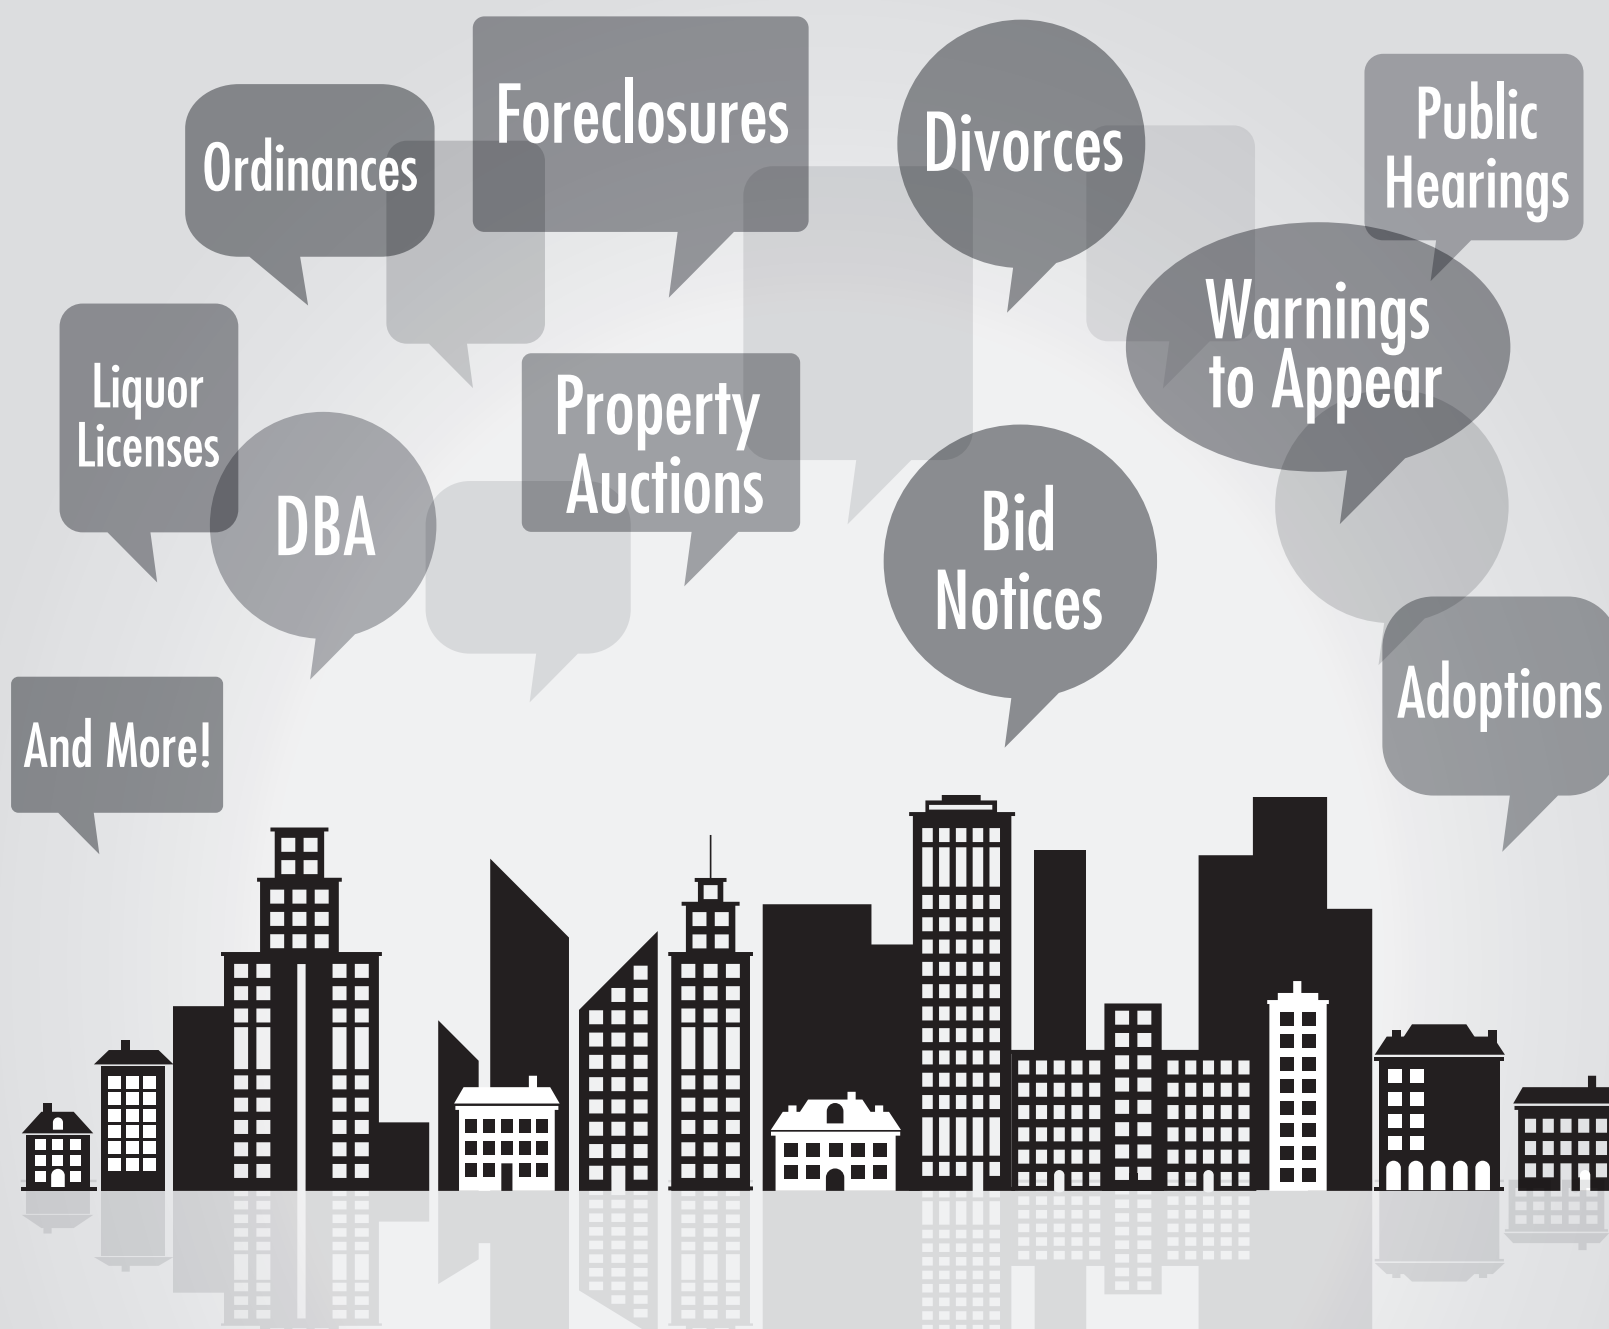 Foreclosures
Ordinances
Divorces
Public
Hearings
Warnings
to Appear
Liquor
Licenses
DBA
Property
Auctions
Bid
Notices
Adoptions
And More!